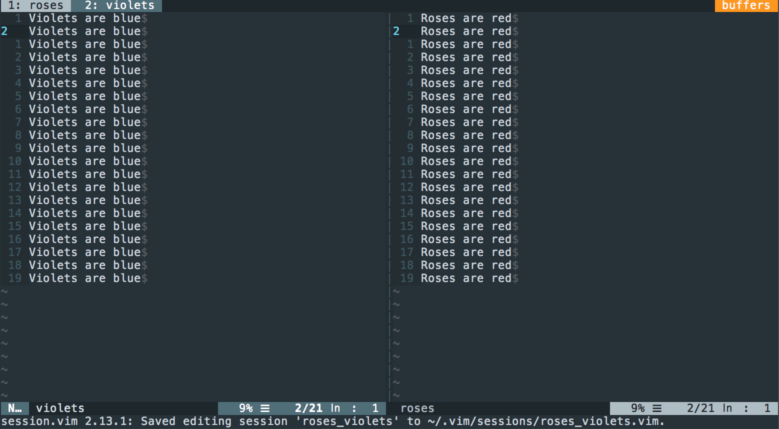 1: roses 2: violets buffers
1 Violets are blue$
2 Violets are blue$
1 Violets are blue$
2 Violets are blue$
3 Violets are blue$
4 Violets are blue$
5 Violets are blue$
6 Violets are blue$
7 Violets are blue$
8 Violets are blue$
9 Violets are blue$
10 Violets are blue$
11 Violets are blue$
12 Violets are blue$
13 Violets are blue$
14 Violets are blue$
15 Violets are blue$
16 Violets are blue$
17 Violets are blue$
18 Violets are blue$
19 Violets are blue$
~
~
~
~
~
~
~
~
~
N… violets 9% ☰ 2/21 ln : 1
1 Roses are red$
2 Roses are red$
1 Roses are red$
2 Roses are red$
3 Roses are red$
4 Roses are red$
5 Roses are red$
6 Roses are red$
7 Roses are red$
8 Roses are red$
9 Roses are red$
10 Roses are red$
11 Roses are red$
12 Roses are red$
13 Roses are red$
14 Roses are red$
15 Roses are red$
16 Roses are red$
17 Roses are red$
18 Roses are red$
19 Roses are red$
~
~
~
~
~
~
~
~
~
roses 9% ☰ 2/21 ln : 1
session.vim 2.13.1: Saved editing session 'roses_violets' to ~/.vim/sessions/roses_violets.vim.